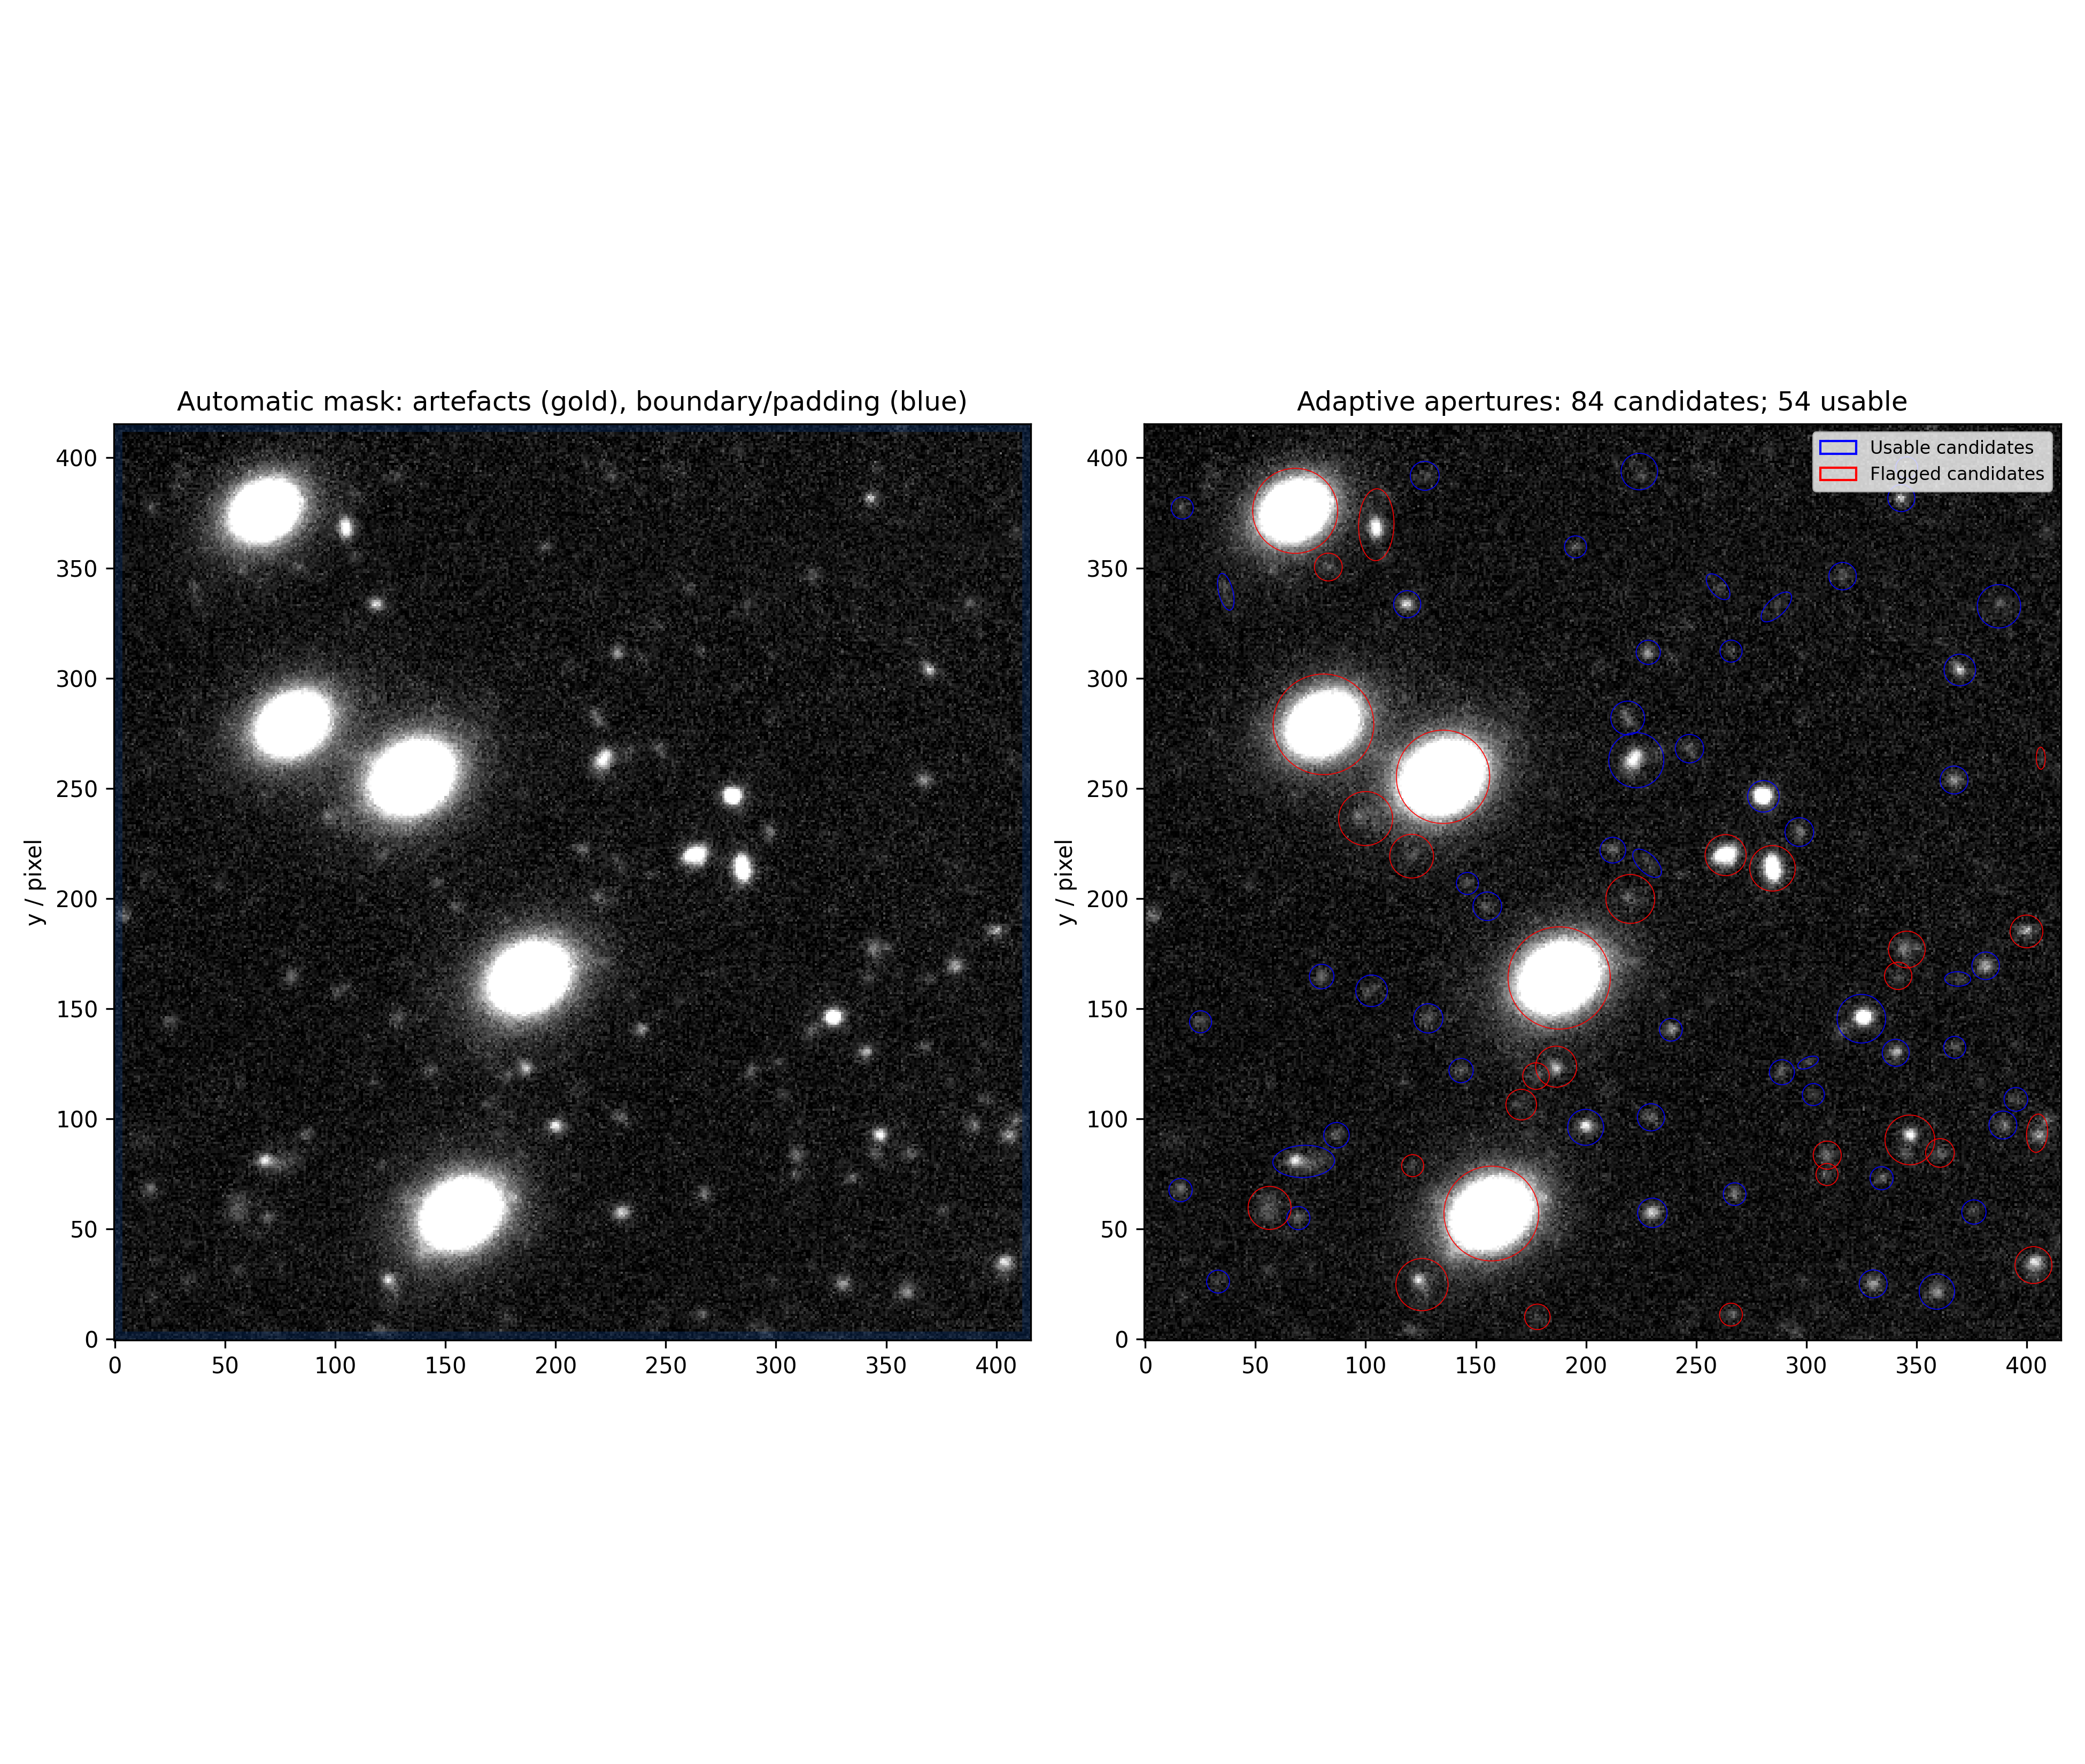 Automatic mask: artefacts (gold), boundary/padding (blue)
400
350
300
250
200
150
100
50
0
y / pixel
0 50 100 150 200 250 300 350 400
Adaptive apertures: 84 candidates; 54 usable
Usable candidates
Flagged candidates
400
350
300
250
200
150
100
50
0
y / pixel
0 50 100 150 200 250 300 350 400